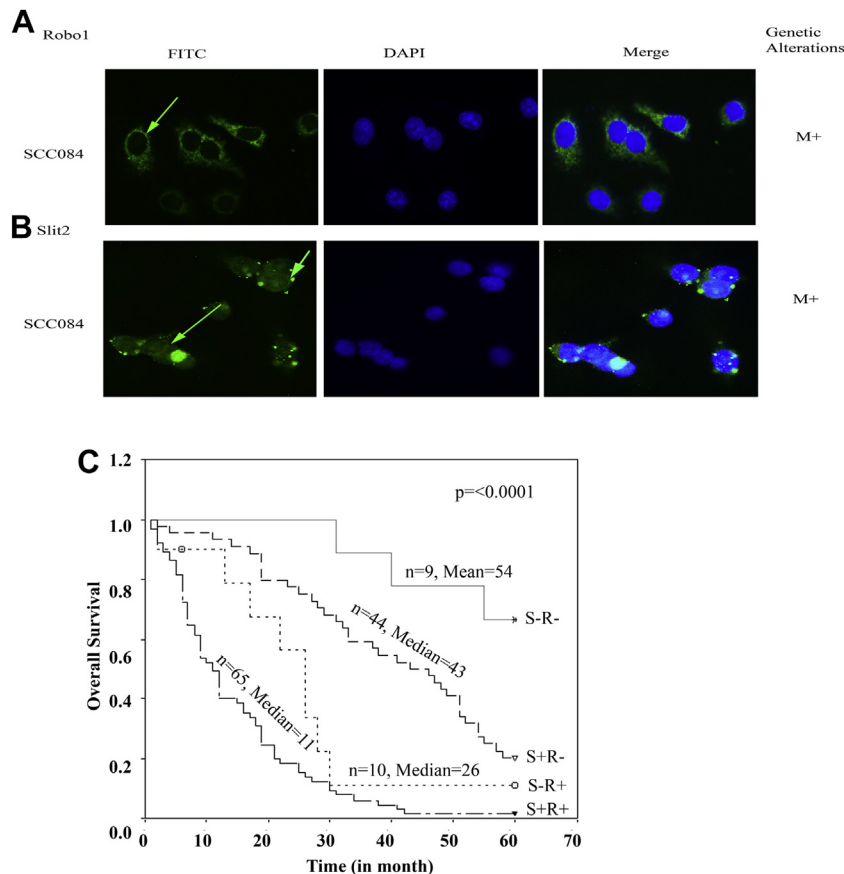 A
Robo1
Genetic
Alterations
FITC
DAPI
Merge
SCC084
M+
B
Slit2
SCC084
M+
C
1.2
p=<0.0001
1.0
n=9, Mean=54
0.8
S-R-
n=44, Median=43
Overall Survival
0.6
n=65, Median=11
0.4
0.2
n=10, Median=26
S+R-
S-R+
S+R+
0.0
0 10 20 30 40 50 60 70
Time (in month)